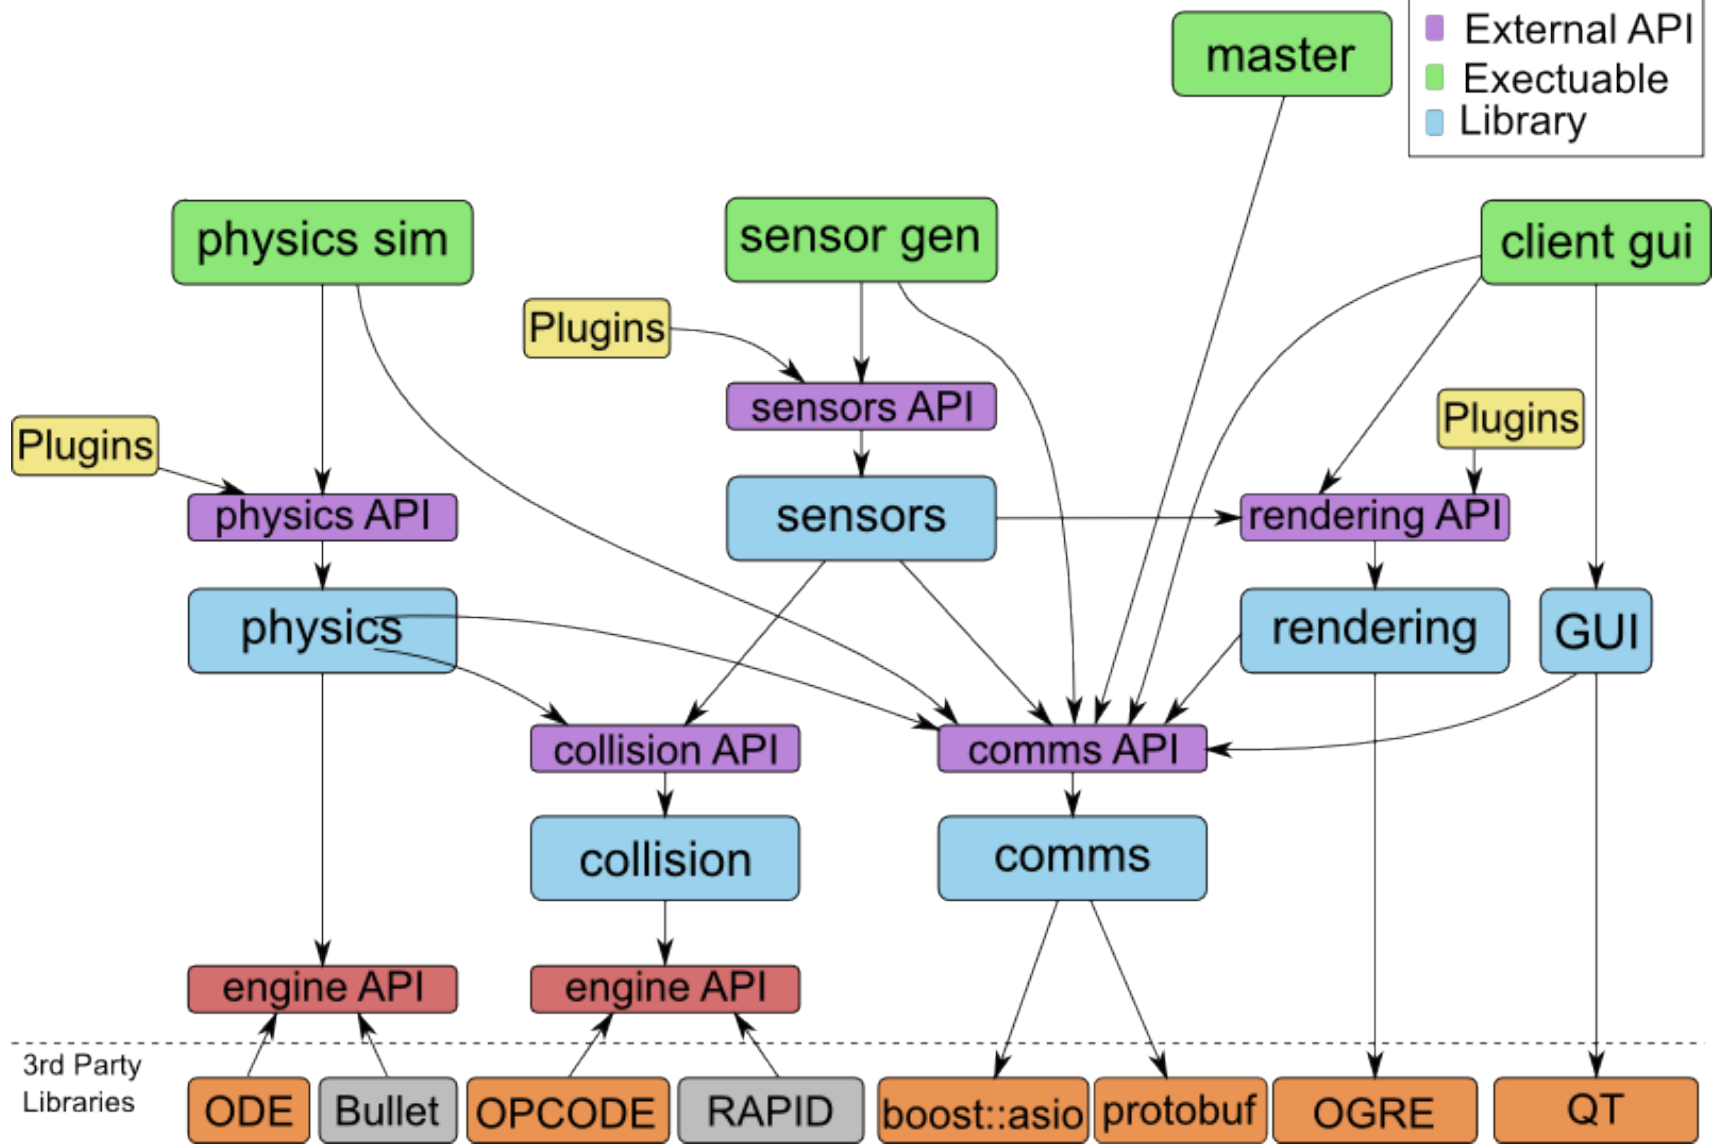 master
External API
Exectuable
Library
physics sim
sensor gen
client gui
Plugins
sensors API
Plugins
Plugins
physics API
sensors
rendering API
physics
rendering
GUI
collision API
comms API
collision
comms
engine API
engine API
3rd Party
Libraries
ODE
Bullet
OPCODE
RAPID
boost::asio
protobuf
OGRE
QT